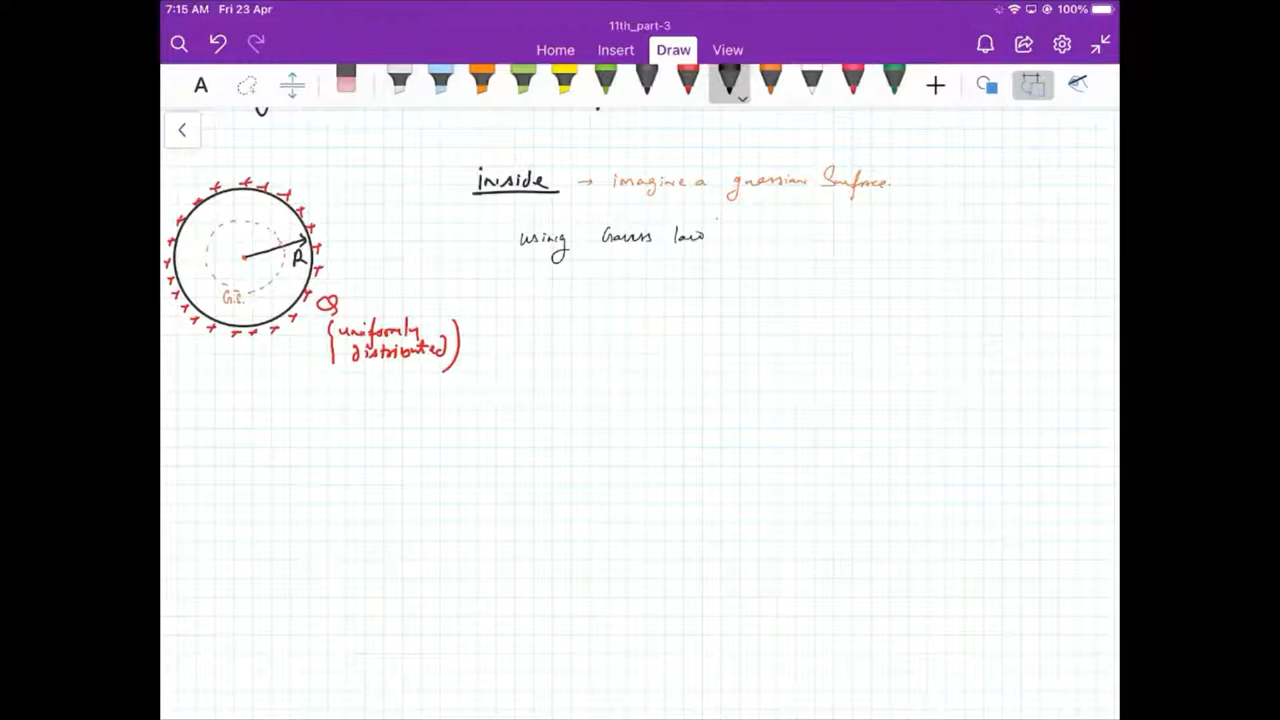 7:15 AM Fri 23 Apr
100%
11th_part-3
Home Insert Draw View
A
inside → imagine a guassian Surface.
using Gauss law
R
G.S.
Q
(uniformly
distributed)